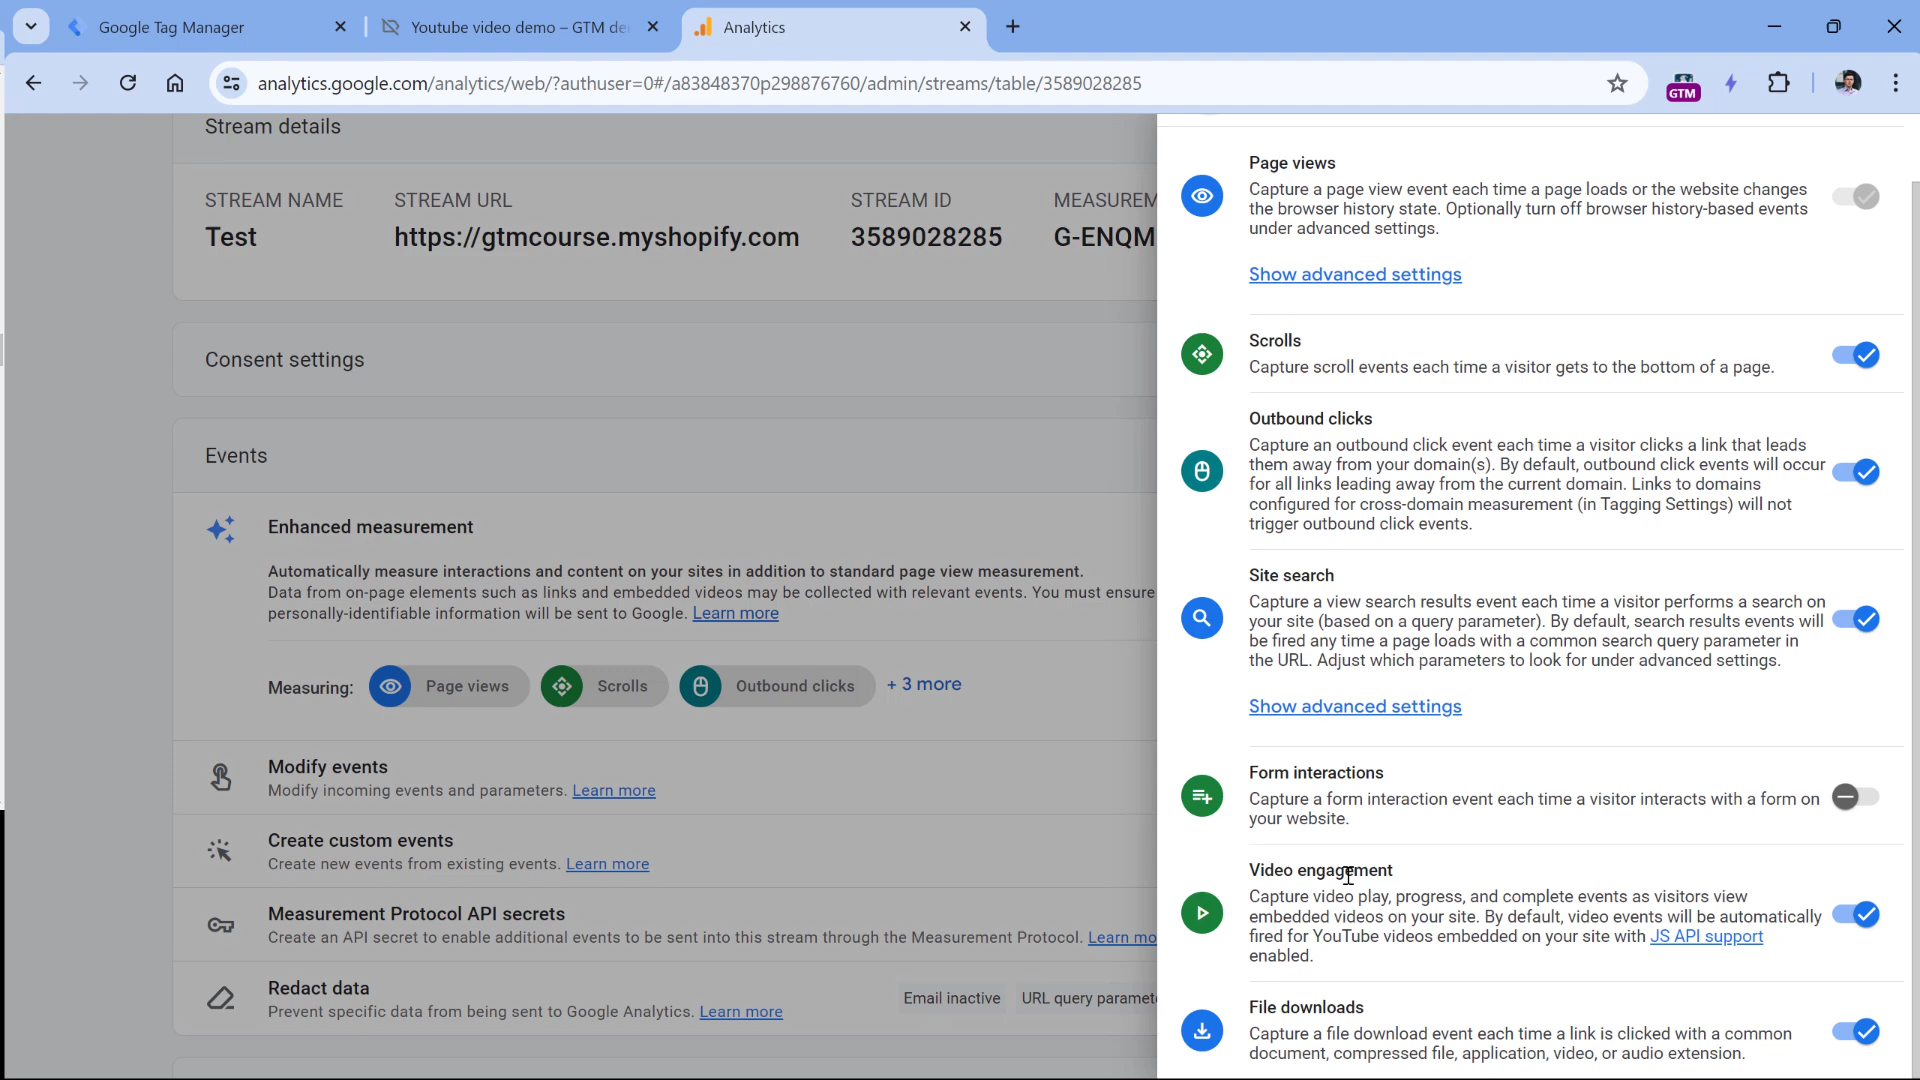 Google Tag Manager
Youtube video demo – GTM de
Analytics
analytics.google.com/analytics/web/?authuser=0#/a83848370p298876760/admin/streams/table/3589028285
GTM
Stream details
STREAM NAME
STREAM URL
STREAM ID
MEASUREM
Test
https://gtmcourse.myshopify.com
3589028285
G-ENQM
Consent settings
Events
Enhanced measurement
Automatically measure interactions and content on your sites in addition to standard page view measurement.
Data from on-page elements such as links and embedded videos may be collected with relevant events. You must ensure
personally-identifiable information will be sent to Google. Learn more
Measuring:
Page views
Scrolls
Outbound clicks
+ 3 more
Modify events
Modify incoming events and parameters. Learn more
Create custom events
Create new events from existing events. Learn more
Measurement Protocol API secrets
Create an API secret to enable additional events to be sent into this stream through the Measurement Protocol. Learn mo
Redact data
Prevent specific data from being sent to Google Analytics. Learn more
Email inactive
URL query paramet
Page views
Capture a page view event each time a page loads or the website changes
the browser history state. Optionally turn off browser history-based events
under advanced settings.
Show advanced settings
Scrolls
Capture scroll events each time a visitor gets to the bottom of a page.
Outbound clicks
Capture an outbound click event each time a visitor clicks a link that leads
them away from your domain(s). By default, outbound click events will occur
for all links leading away from the current domain. Links to domains
configured for cross-domain measurement (in Tagging Settings) will not
trigger outbound click events.
Site search
Capture a view search results event each time a visitor performs a search on
your site (based on a query parameter). By default, search results events will
be fired any time a page loads with a common search query parameter in
the URL. Adjust which parameters to look for under advanced settings.
Show advanced settings
Form interactions
Capture a form interaction event each time a visitor interacts with a form on
your website.
Video engagement
Capture video play, progress, and complete events as visitors view
embedded videos on your site. By default, video events will be automatically
fired for YouTube videos embedded on your site with JS API support
enabled.
File downloads
Capture a file download event each time a link is clicked with a common
document, compressed file, application, video, or audio extension.